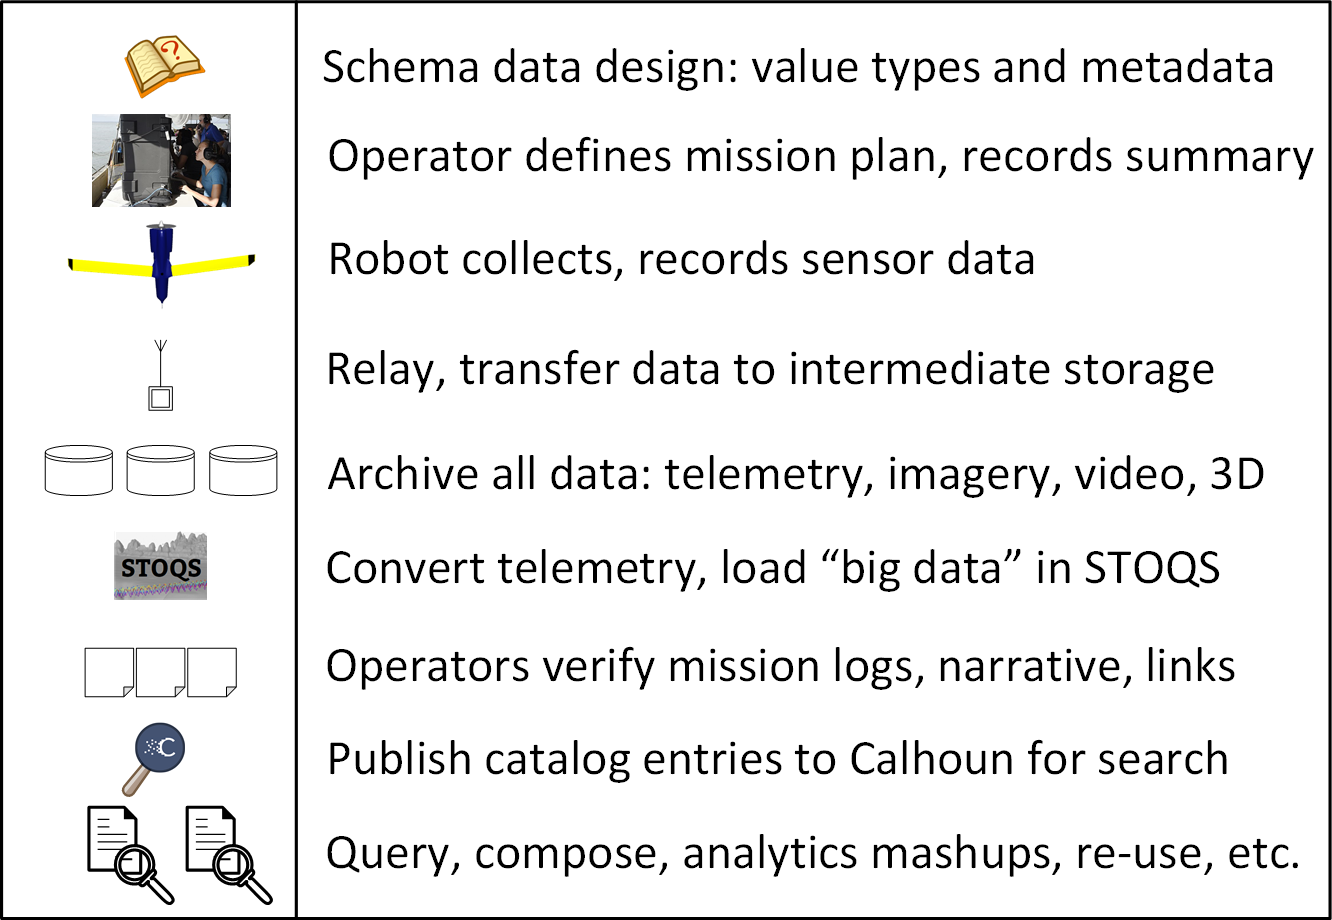 ?
Schema data design: value types and metadata
Operator defines mission plan, records summary
Robot collects, records sensor data
Relay, transfer data to intermediate storage
Archive all data: telemetry, imagery, video, 3D
STOQS
Convert telemetry, load “big data” in STOQS
Operators verify mission logs, narrative, links
C
Publish catalog entries to Calhoun for search
Query, compose, analytics mashups, re-use, etc.